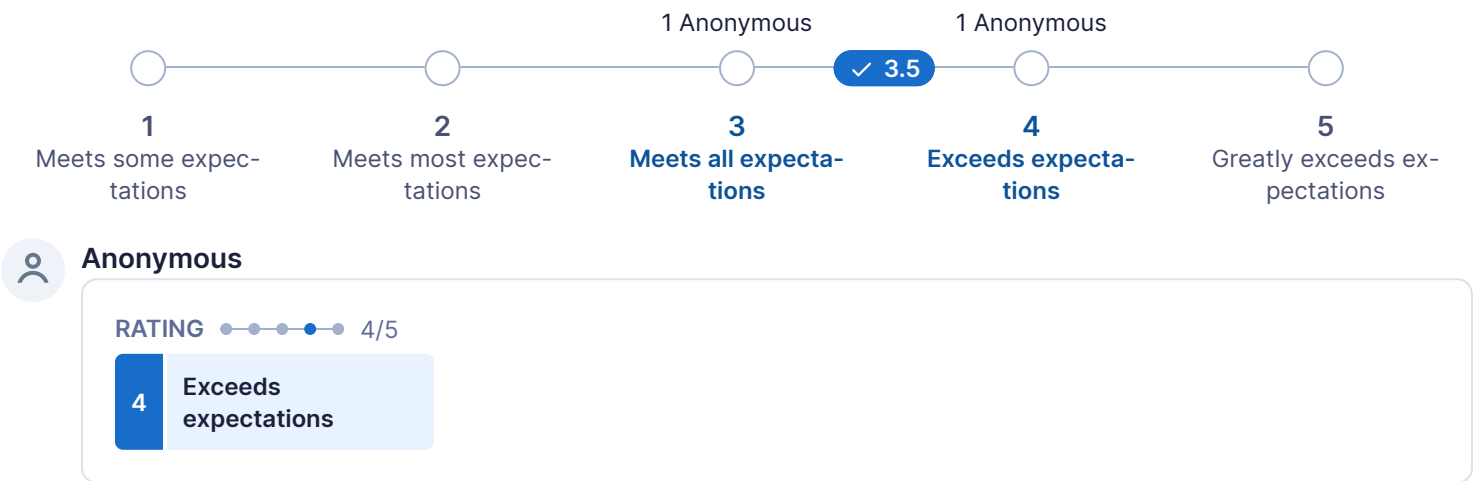 1 Anonymous 1 Anonymous
3.5
1 2 3 4 5
Meets some expec- Meets most expec- Meets all expecta- Exceeds expecta- Greatly exceeds ex-
tations tations tions tions pectations
Anonymous
RATING 4/5
4 Exceeds
expectations